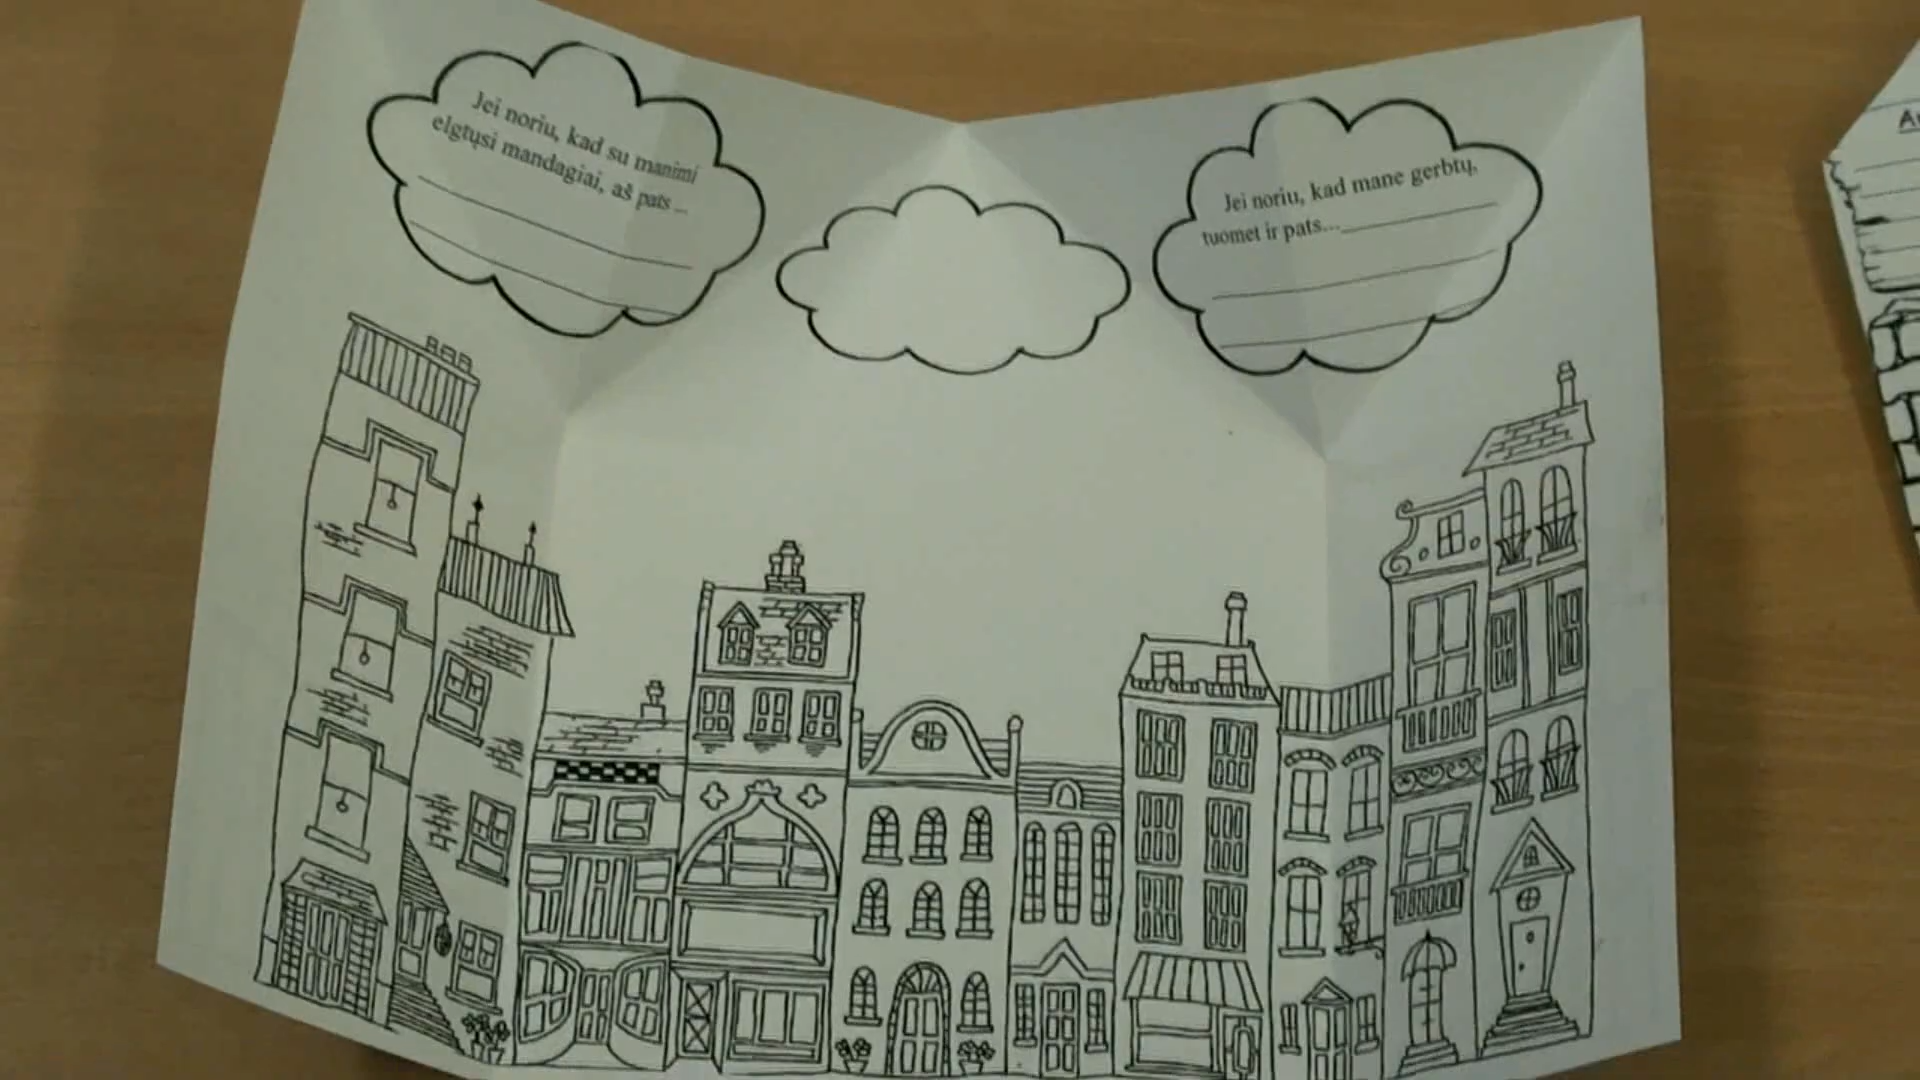 Jei noriu, kad su manimi
elgtųsi mandagiai, aš pats ...
Jei noriu, kad mane gerbtų,
tuomet ir pats...